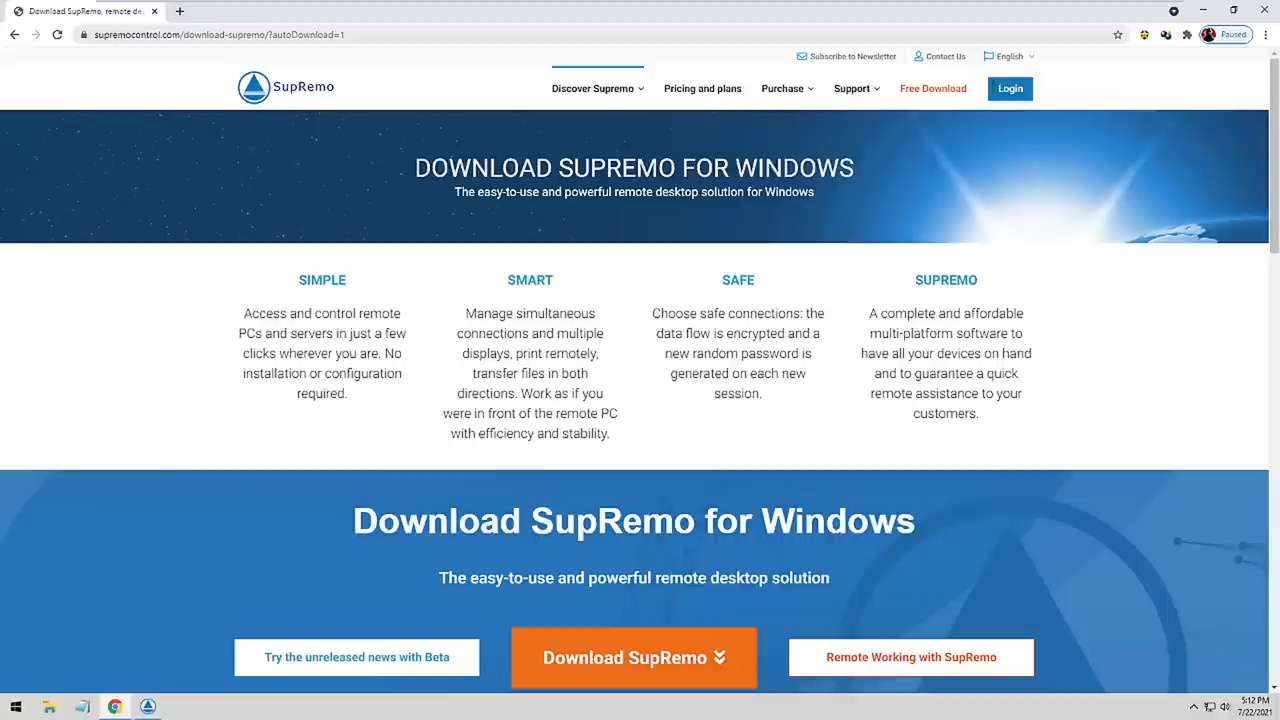 Download SupRemo, remote des
Paused
supremocontrol.com/download-supremo/?autoDownload=1
Subscribe to Newsletter
Contact Us
English
SupRemo
Discover Supremo
Pricing and plans
Purchase
Support
Free Download
Login
DOWNLOAD SUPREMO FOR WINDOWS
The easy-to-use and powerful remote desktop solution for Windows
SIMPLE
Access and control remote
PCs and servers in just a few
clicks wherever you are. No
installation or configuration
required.
SMART
Manage simultaneous
connections and multiple
displays, print remotely,
transfer files in both
directions. Work as if you
were in front of the remote PC
with efficiency and stability.
SAFE
Choose safe connections: the
data flow is encrypted and a
new random password is
generated on each new
session.
SUPREMO
A complete and affordable
multi-platform software to
have all your devices on hand
and to guarantee a quick
remote assistance to your
customers.
Download SupRemo for Windows
The easy-to-use and powerful remote desktop solution
Try the unreleased news with Beta
Download SupRemo
Remote Working with SupRemo
5:12 PM
7/22/2021